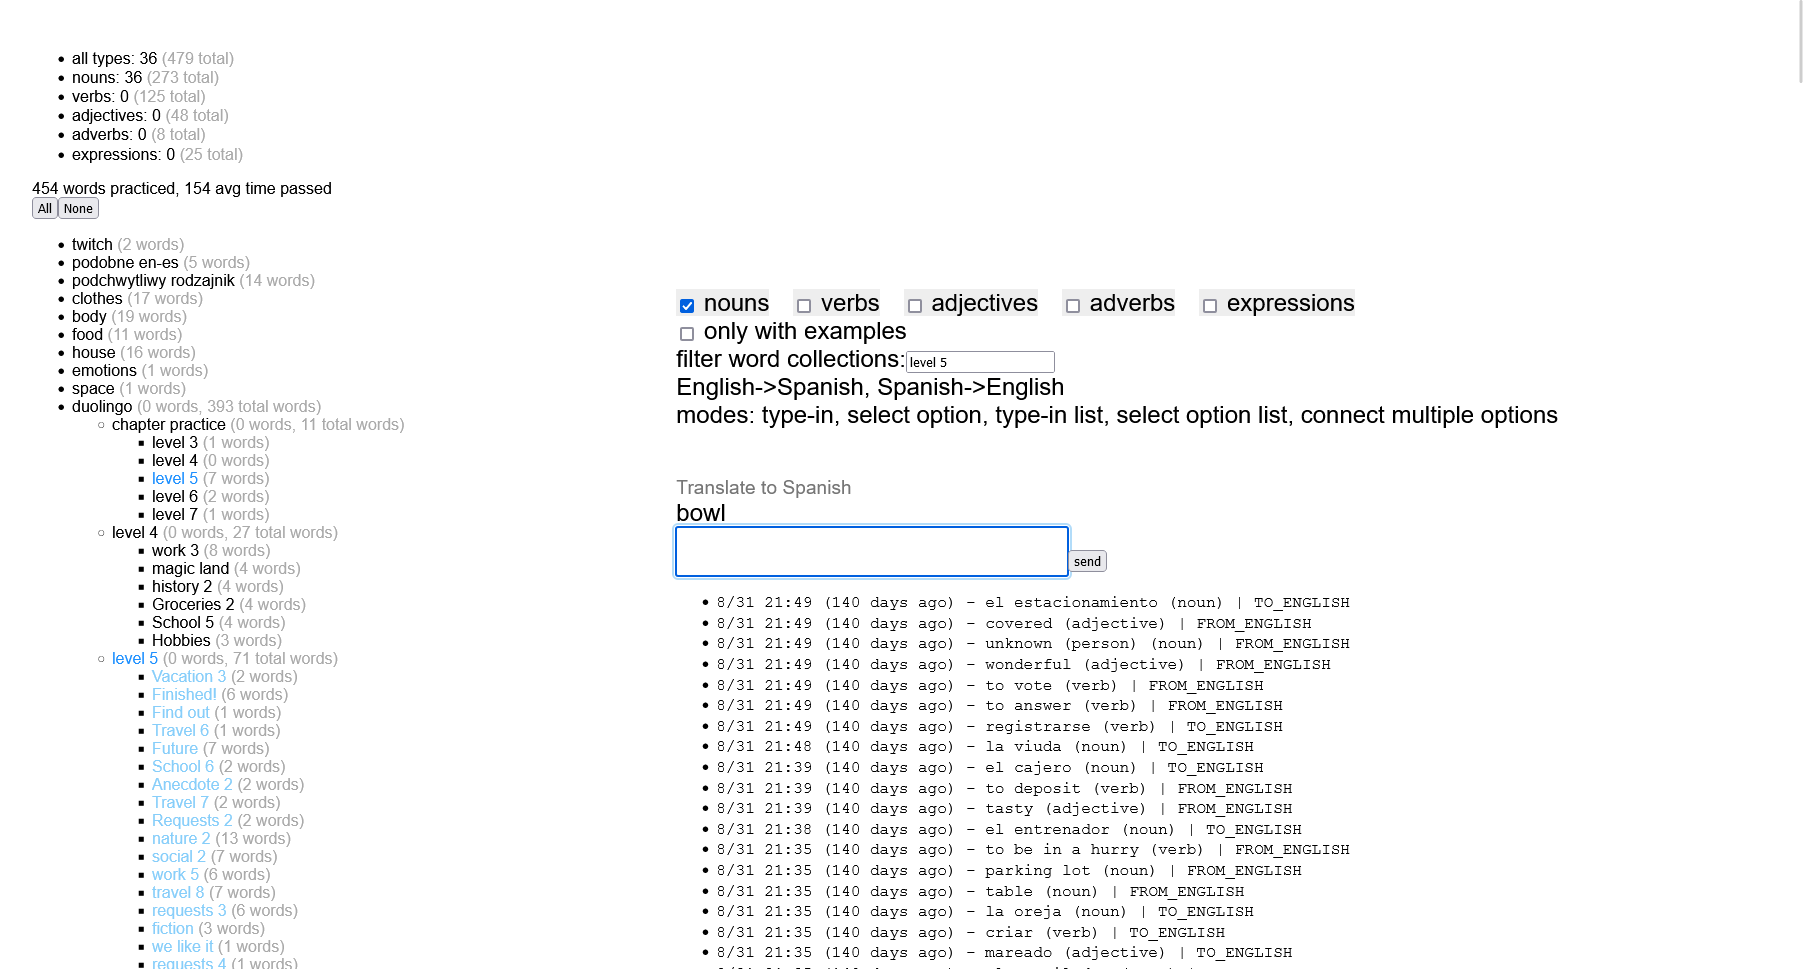 all types: 36 (479 total)
nouns: 36 (273 total)
verbs: 0 (125 total)
adjectives: 0 (48 total)
adverbs: 0 (8 total)
expressions: 0 (25 total)
454 words practiced, 154 avg time passed
All None
twitch (2 words)
podobne en-es (5 words)
podchwytliwy rodzajnik (14 words)
clothes (17 words)
body (19 words)
food (11 words)
house (16 words)
emotions (1 words)
space (1 words)
duolingo (0 words, 393 total words)
chapter practice (0 words, 11 total words)
level 3 (1 words)
level 4 (0 words)
level 5 (7 words)
level 6 (2 words)
level 7 (1 words)
level 4 (0 words, 27 total words)
work 3 (8 words)
magic land (4 words)
history 2 (4 words)
Groceries 2 (4 words)
School 5 (4 words)
Hobbies (3 words)
level 5 (0 words, 71 total words)
Vacation 3 (2 words)
Finished! (6 words)
Find out (1 words)
Travel 6 (1 words)
Future (7 words)
School 6 (2 words)
Anecdote 2 (2 words)
Travel 7 (2 words)
Requests 2 (2 words)
nature 2 (13 words)
social 2 (7 words)
work 5 (6 words)
travel 8 (7 words)
requests 3 (6 words)
fiction (3 words)
we like it (1 words)
requests 4 (1 words)
nouns verbs adjectives adverbs expressions
only with examples
filter word collections: level 5
English->Spanish, Spanish->English
modes: type-in, select option, type-in list, select option list, connect multiple options
Translate to Spanish
bowl
send
8/31 21:49 (140 days ago) - el estacionamiento (noun) | TO_ENGLISH
8/31 21:49 (140 days ago) - covered (adjective) | FROM_ENGLISH
8/31 21:49 (140 days ago) - unknown (person) (noun) | FROM_ENGLISH
8/31 21:49 (140 days ago) - wonderful (adjective) | FROM_ENGLISH
8/31 21:49 (140 days ago) - to vote (verb) | FROM_ENGLISH
8/31 21:49 (140 days ago) - to answer (verb) | FROM_ENGLISH
8/31 21:49 (140 days ago) - registrarse (verb) | TO_ENGLISH
8/31 21:48 (140 days ago) - la viuda (noun) | TO_ENGLISH
8/31 21:39 (140 days ago) - el cajero (noun) | TO_ENGLISH
8/31 21:39 (140 days ago) - to deposit (verb) | FROM_ENGLISH
8/31 21:39 (140 days ago) - tasty (adjective) | FROM_ENGLISH
8/31 21:38 (140 days ago) - el entrenador (noun) | TO_ENGLISH
8/31 21:35 (140 days ago) - to be in a hurry (verb) | FROM_ENGLISH
8/31 21:35 (140 days ago) - parking lot (noun) | FROM_ENGLISH
8/31 21:35 (140 days ago) - table (noun) | FROM_ENGLISH
8/31 21:35 (140 days ago) - la oreja (noun) | TO_ENGLISH
8/31 21:35 (140 days ago) - criar (verb) | TO_ENGLISH
8/31 21:35 (140 days ago) - mareado (adjective) | TO_ENGLISH